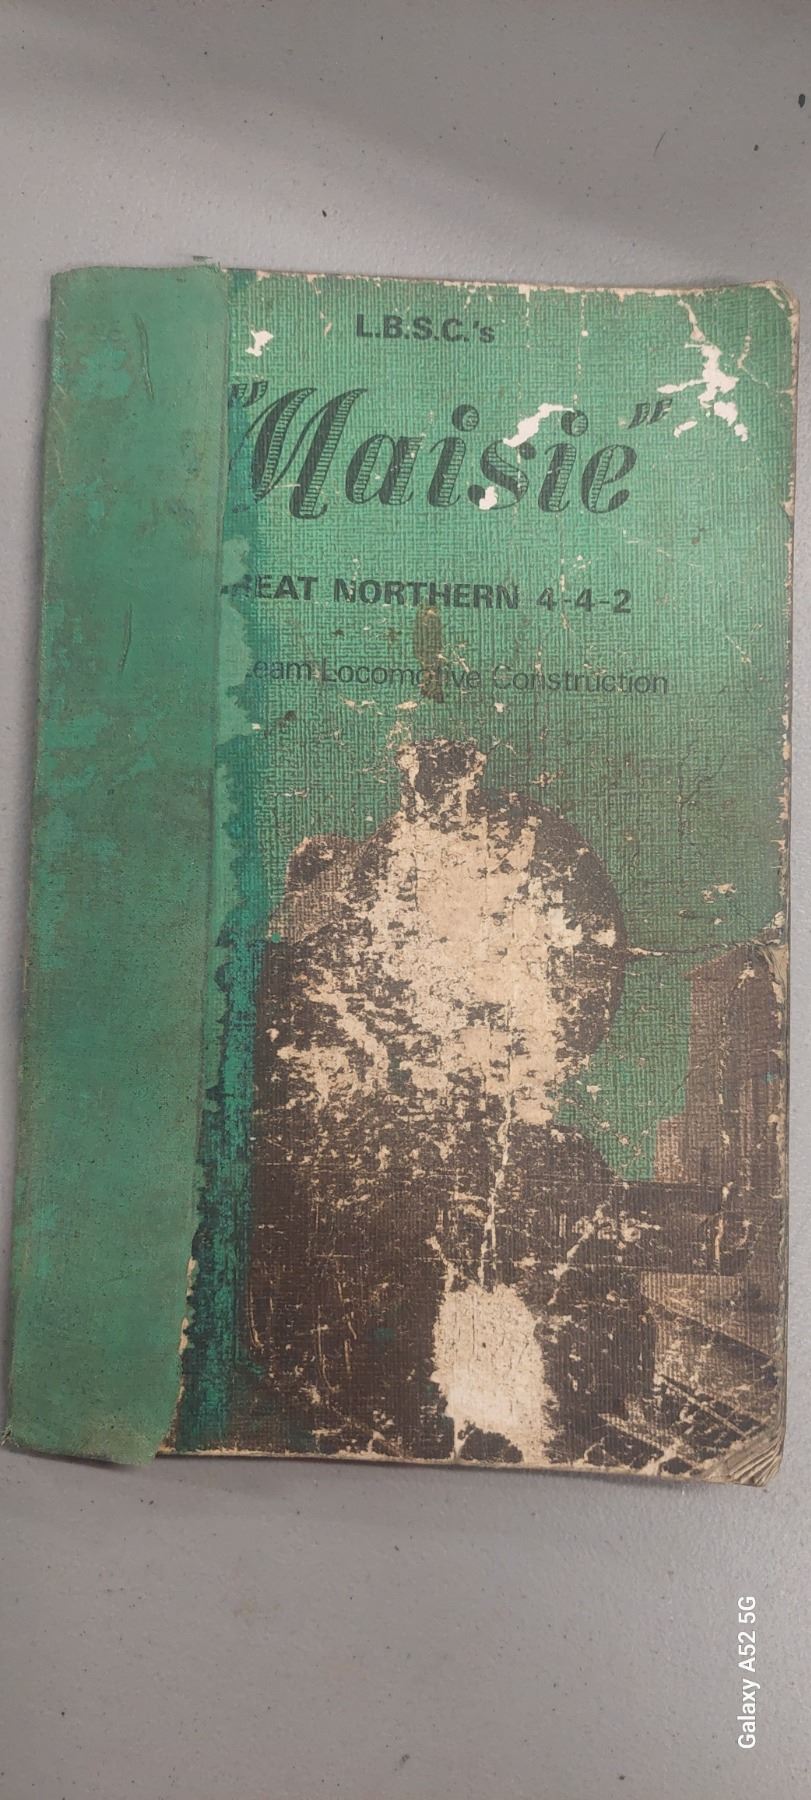 L.B.S.C.'s
"Maisie"
REAT NORTHERN 4-4-2
eam Locomotive Construction
Galaxy A52 5G